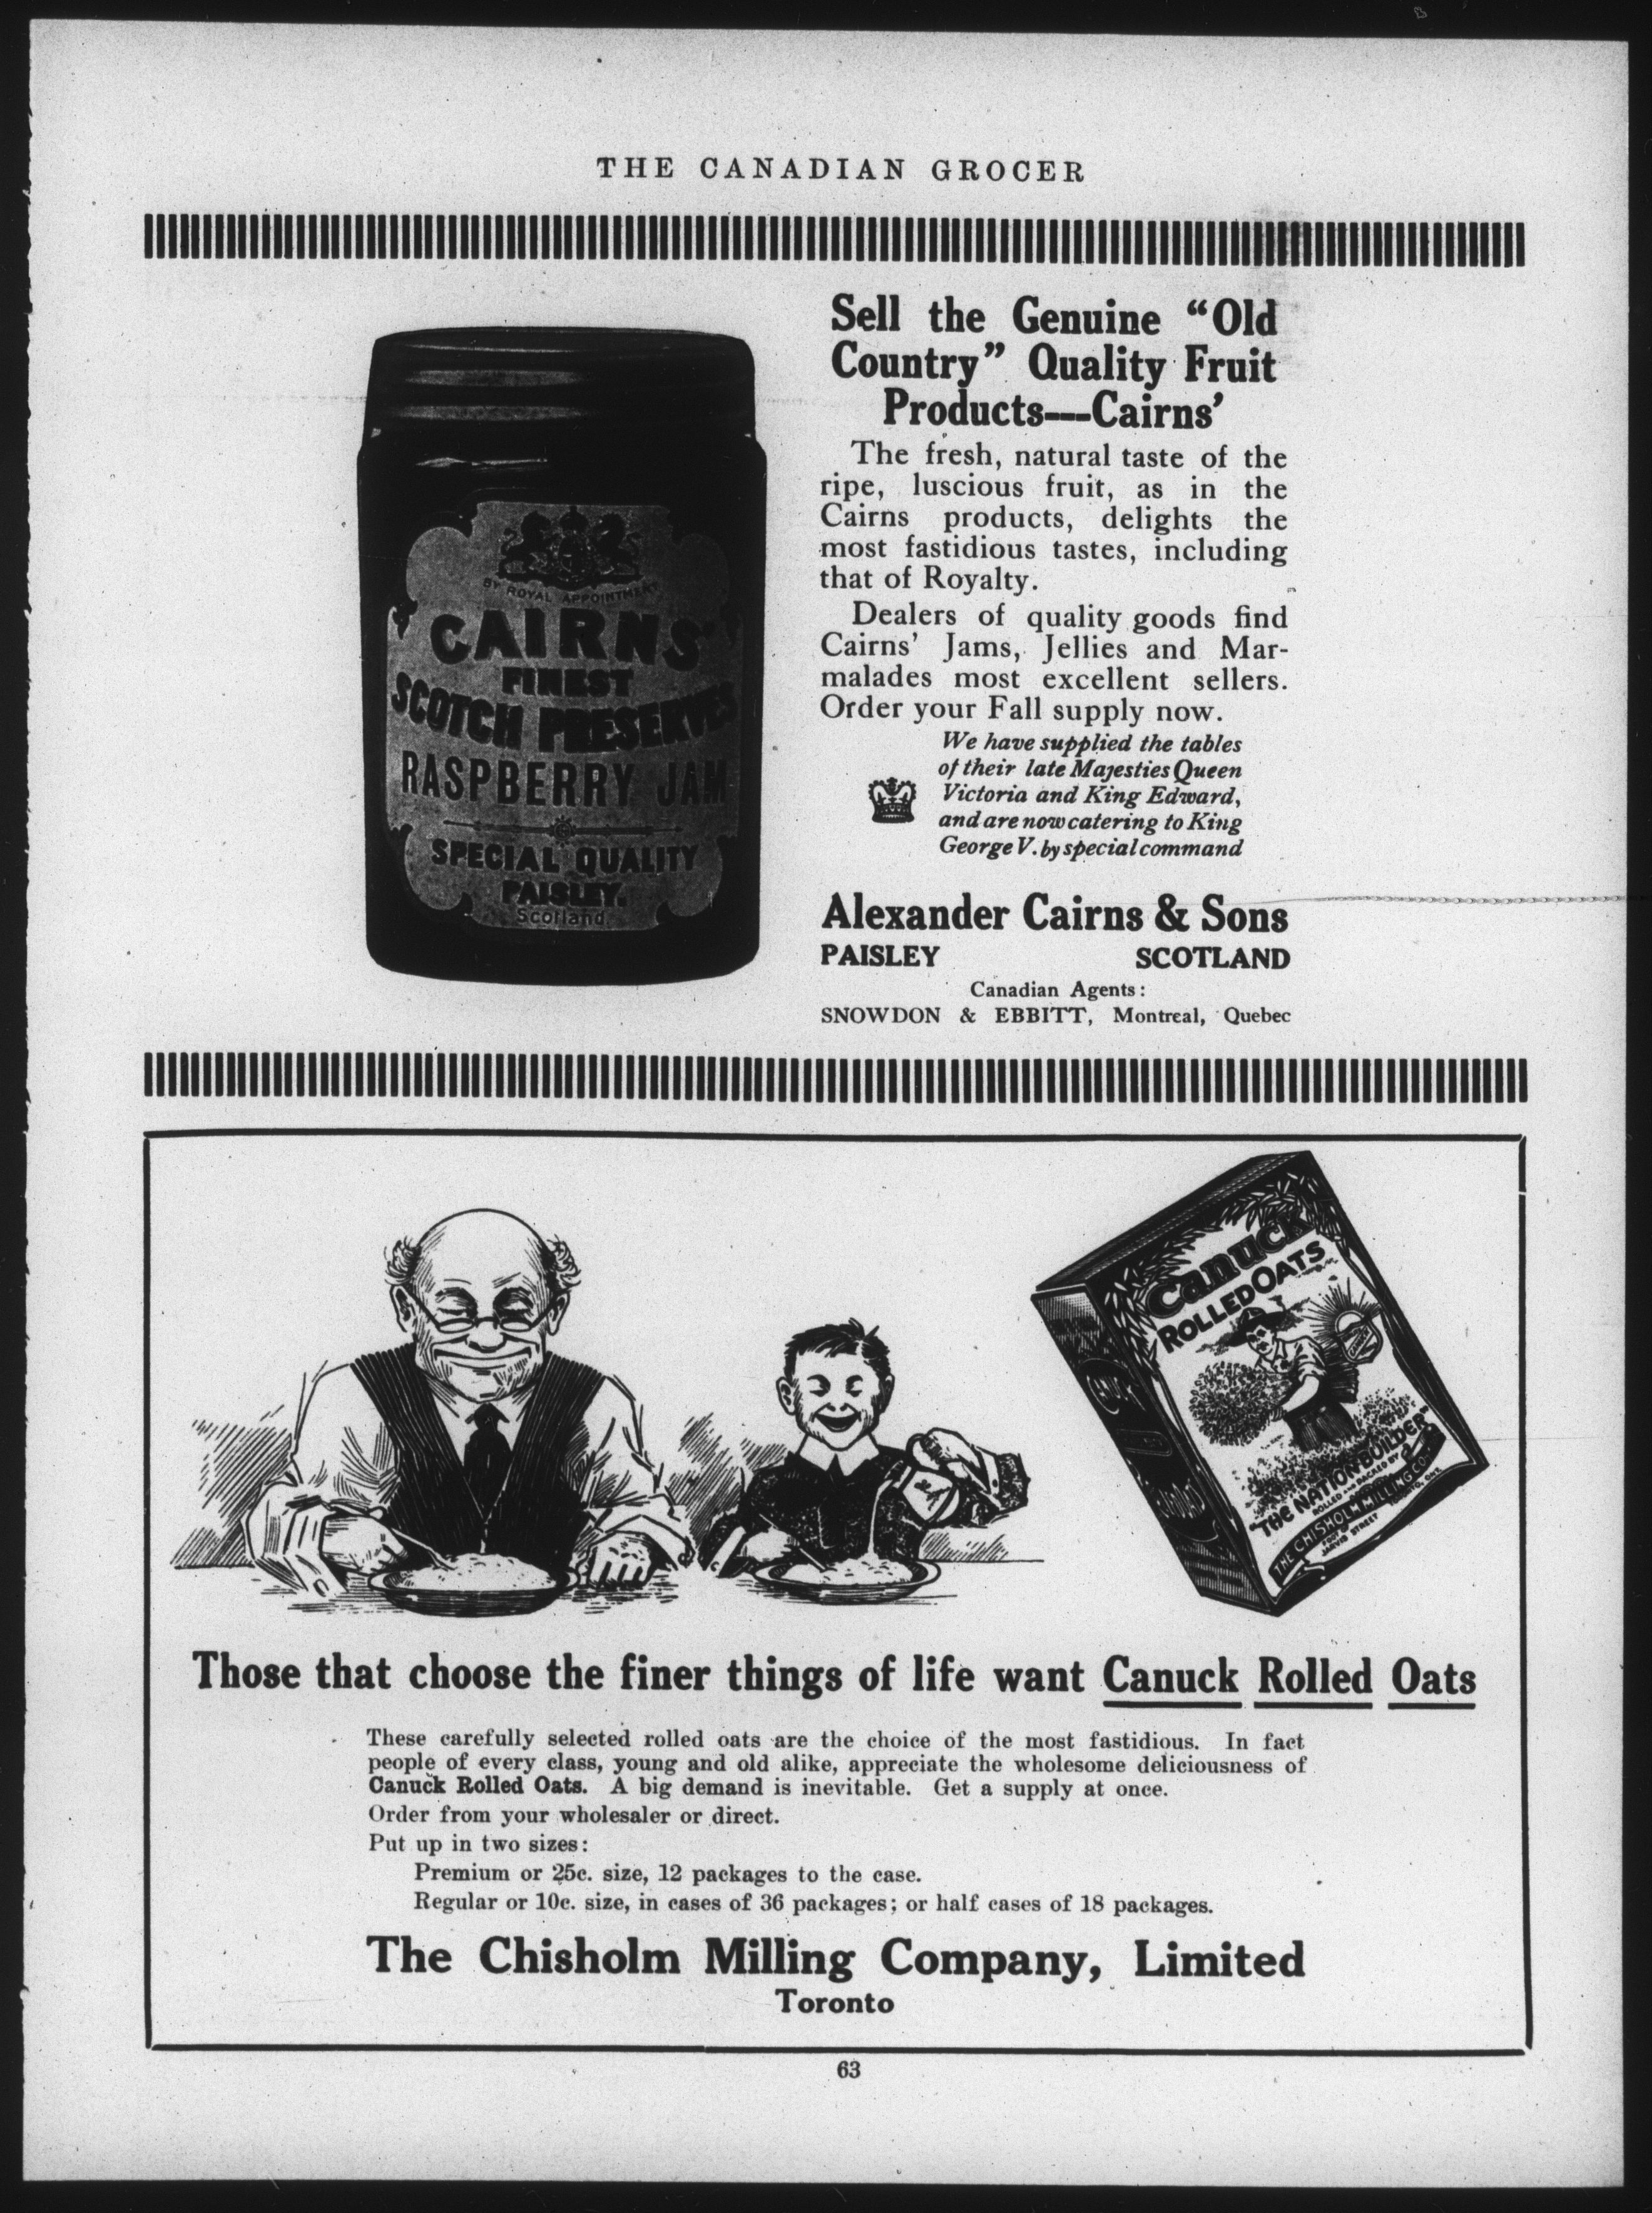 THE CANADIAN GROCER
Sell the Genuine “Old
Country” Quality Fruit
Products---Cairns’
The fresh, natural taste of the
ripe, luscious fruit, as in the
Cairns products, delights the
most fastidious tastes, including
that of Royalty.
Dealers of quality goods find
Cairns’ Jams, Jellies and Mar-
malades most excellent sellers.
Order your Fall supply now.
We have supplied the tables
of their late Majesties Queen
Victoria and King Edward,
and are now catering to King
George V. by special command
Alexander Cairns & Sons
PAISLEY SCOTLAND
Canadian Agents:
SNOWDON & EBBITT, Montreal, Quebec
BY ROYAL APPOINTMENT
CAIRNS’
FINEST
SCOTCH PRESERVES
RASPBERRY JAM
SPECIAL QUALITY
PAISLEY.
Scotland.
Canuck
ROLLED OATS
"THE NATION BUILDER"
ROLLED AND PACKED BY
THE CHISHOLM MILLING CO.
JARVIS STREET
Those that choose the finer things of life want Canuck Rolled Oats
These carefully selected rolled oats are the choice of the most fastidious. In fact
people of every class, young and old alike, appreciate the wholesome deliciousness of
Canuck Rolled Oats. A big demand is inevitable. Get a supply at once.
Order from your wholesaler or direct.
Put up in two sizes:
Premium or 25c. size, 12 packages to the case.
Regular or 10c. size, in cases of 36 packages; or half cases of 18 packages.
The Chisholm Milling Company, Limited
Toronto
63